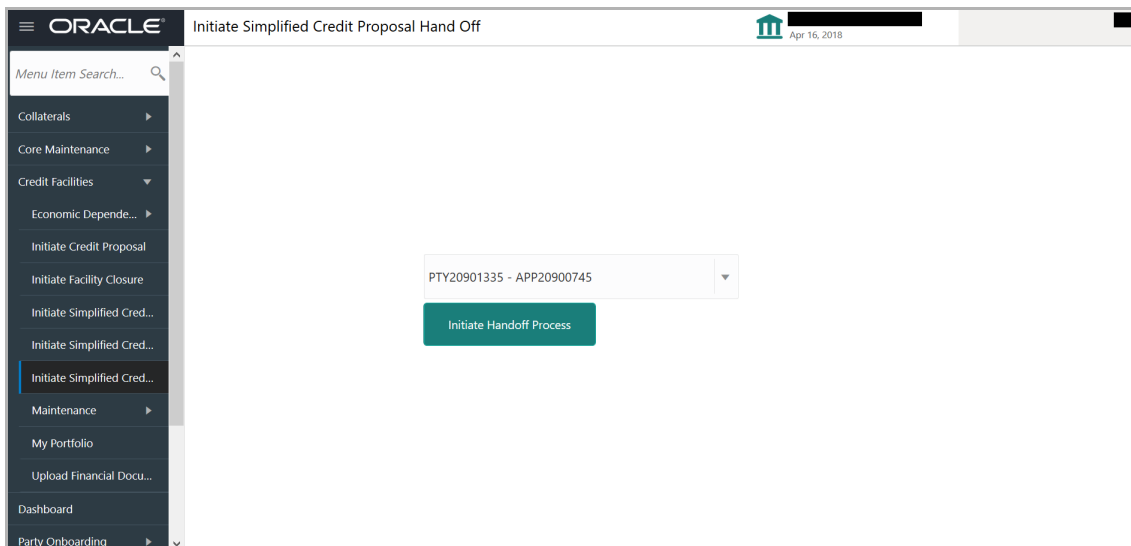 ORACLE
Initiate Simplified Credit Proposal Hand Off
Apr 16, 2018
Menu Item Search...
Collaterals
Core Maintenance
Credit Facilities
Economic Depende...
Initiate Credit Proposal
Initiate Facility Closure
Initiate Simplified Cred...
Initiate Simplified Cred...
Initiate Simplified Cred...
Maintenance
My Portfolio
Upload Financial Docu...
Dashboard
Party Onboarding
PTY20901335 - APP20900745
Initiate Handoff Process